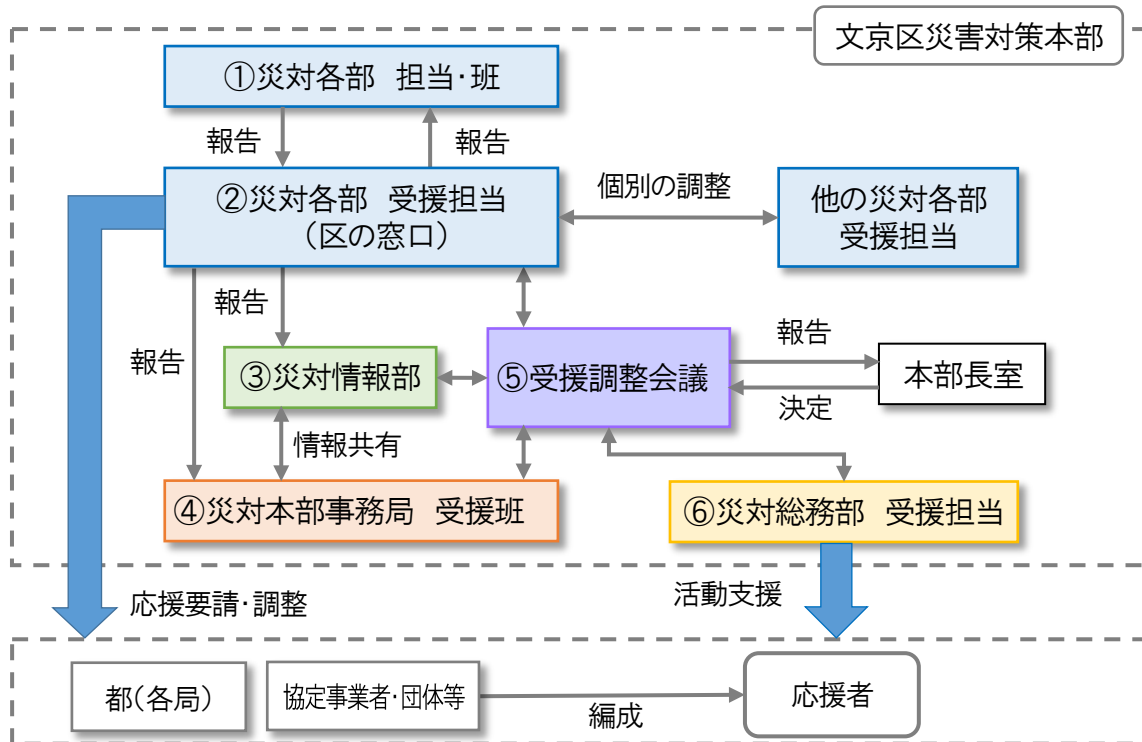 文京区災害対策本部
①災対各部 担当・班
報告
報告
②災対各部 受援担当
（区の窓口）
個別の調整
他の災対各部
受援担当
報告
報告
③災対情報部
⑤受援調整会議
報告
決定
本部長室
情報共有
④災対本部事務局 受援班
⑥災対総務部 受援担当
応援要請・調整
活動支援
都（各局）
協定事業者・団体等
編成
応援者